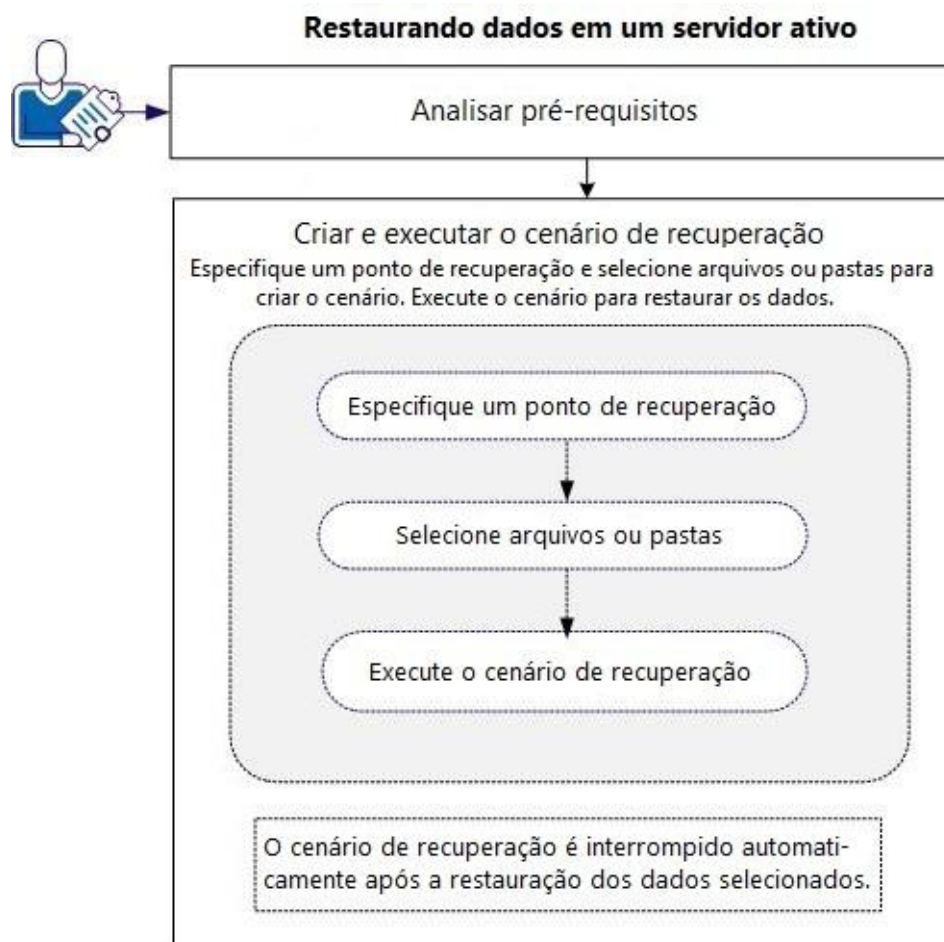 Restaurando dados em um servidor ativo
Analisar pré-requisitos
Criar e executar o cenário de recuperação
Especifique um ponto de recuperação e selecione arquivos ou pastas para
criar o cenário. Execute o cenário para restaurar os dados.
Especifique um ponto de recuperação
Selecione arquivos ou pastas
Execute o cenário de recuperação
O cenário de recuperação é interrompido automati-
camente após a restauração dos dados selecionados.